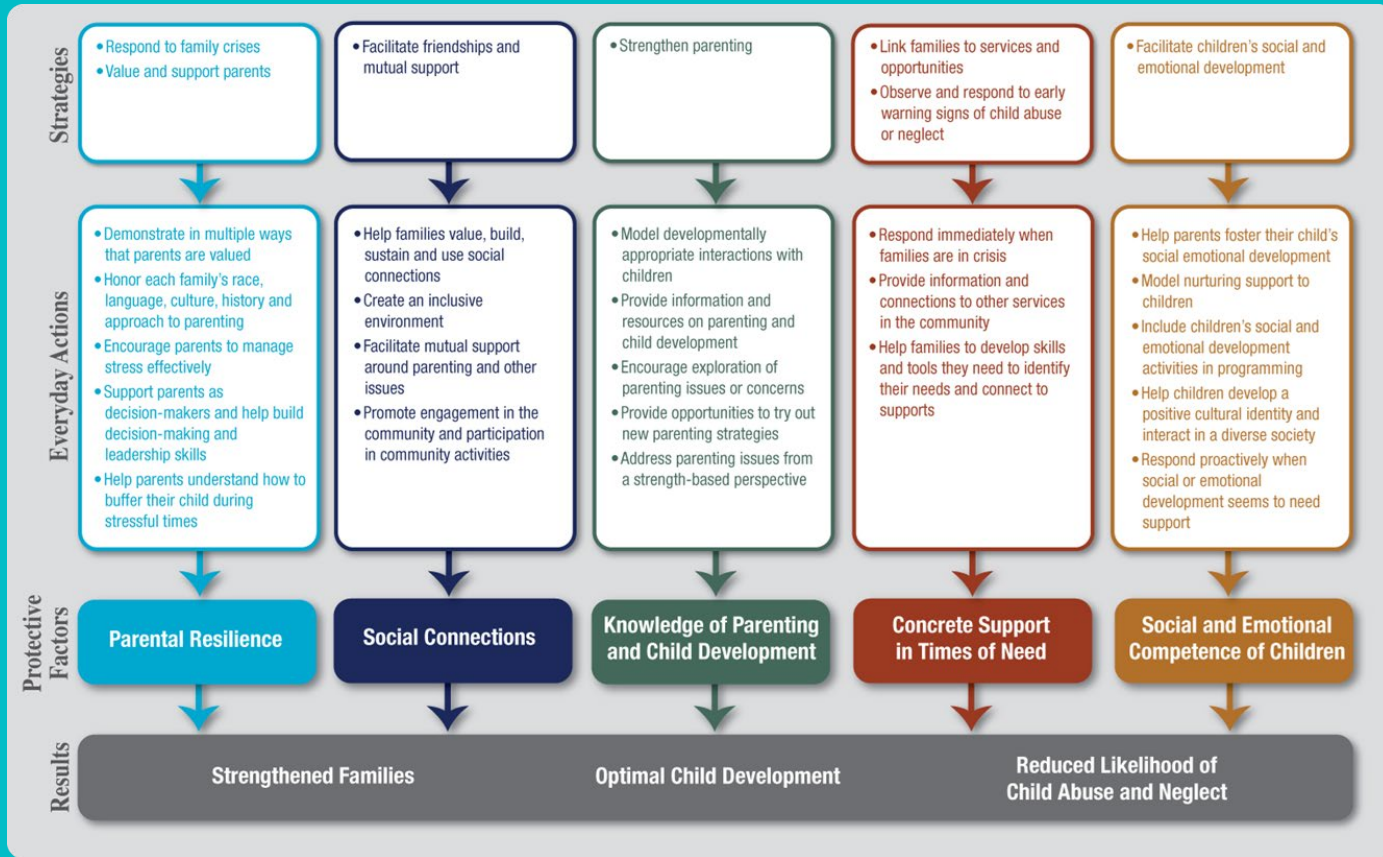 Strategies
• Respond to family crises
• Value and support parents
• Facilitate friendships and
mutual support
• Strengthen parenting
• Link families to services and
opportunities
• Observe and respond to early
warning signs of child abuse
or neglect
• Facilitate children's social and
emotional development
Everyday Actions
• Demonstrate in multiple ways
that parents are valued
• Honor each family's race,
language, culture, history and
approach to parenting
• Encourage parents to manage
stress effectively
• Support parents as
decision-makers and help build
decision-making and
leadership skills
• Help parents understand how to
buffer their child during
stressful times
• Help families value, build,
sustain and use social
connections
• Create an inclusive
environment
• Facilitate mutual support
around parenting and other
issues
• Promote engagement in the
community and participation
in community activities
• Model developmentally
appropriate interactions with
children
• Provide information and
resources on parenting and
child development
• Encourage exploration of
parenting issues or concerns
• Provide opportunities to try out
new parenting strategies
• Address parenting issues from
a strength-based perspective
• Respond immediately when
families are in crisis
• Provide information and
connections to other services
in the community
• Help families to develop skills
and tools they need to identify
their needs and connect to
supports
• Help parents foster their child's
social emotional development
• Model nurturing support to
children
• Include children's social and
emotional development
activities in programming
• Help children develop a
positive cultural identity and
interact in a diverse society
• Respond proactively when
social or emotional
development seems to need
support
Protective
Factors
Parental Resilience
Social Connections
Knowledge of Parenting
and Child Development
Concrete Support
in Times of Need
Social and Emotional
Competence of Children
Results
Strengthened Families
Optimal Child Development
Reduced Likelihood of
Child Abuse and Neglect